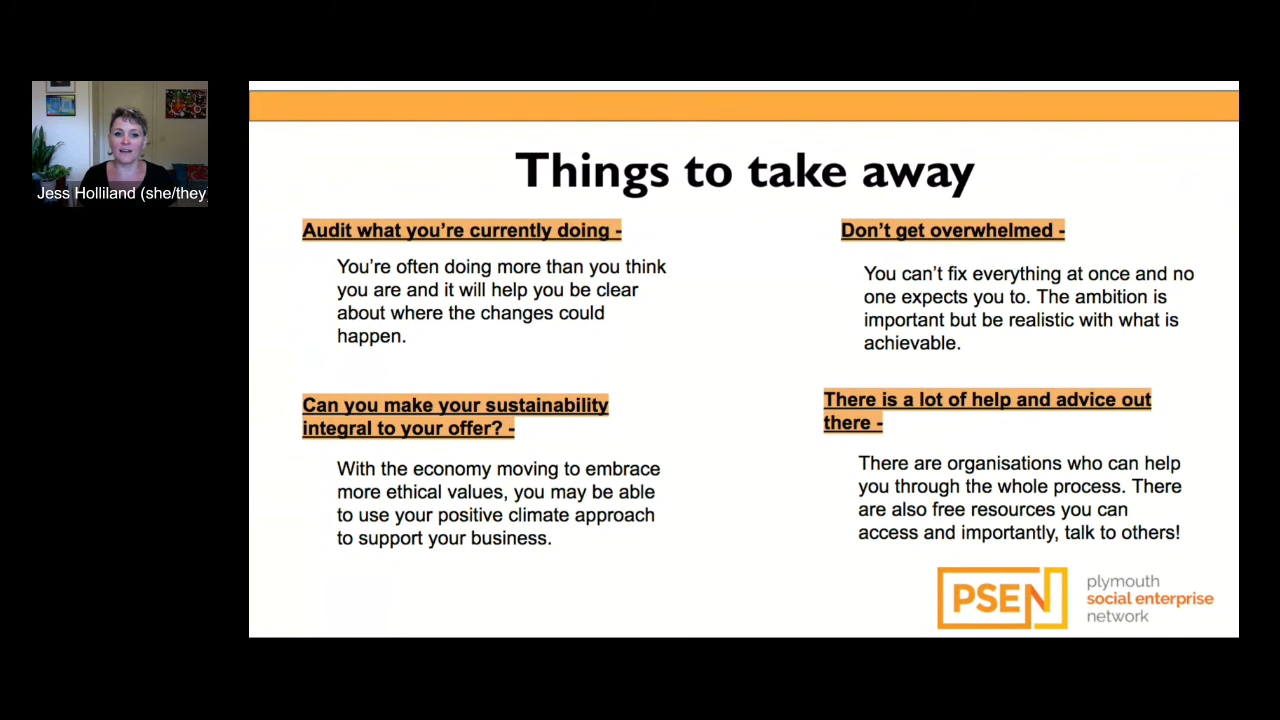 Jess Holliland (she/they
Things to take away
Audit what you're currently doing -
You're often doing more than you think
you are and it will help you be clear
about where the changes could
happen.
Can you make your sustainability
integral to your offer? -
With the economy moving to embrace
more ethical values, you may be able
to use your positive climate approach
to support your business.
Don't get overwhelmed -
You can't fix everything at once and no
one expects you to. The ambition is
important but be realistic with what is
achievable.
There is a lot of help and advice out
there -
There are organisations who can help
you through the whole process. There
are also free resources you can
access and importantly, talk to others!
PSEN
plymouth
social enterprise
network